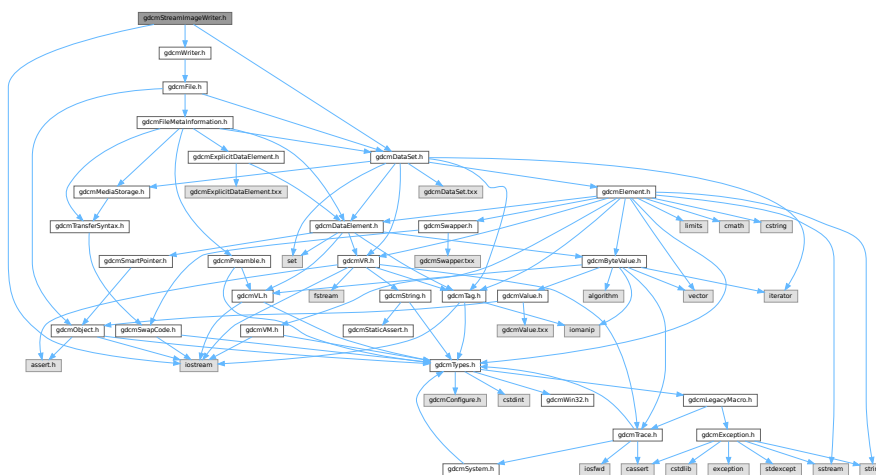 gdcmStreamImageWriter.h
gdcmWriter.h
gdcmFile.h
gdcmFileMetaInformation.h
gdcmExplicitDataElement.h
gdcmDataSet.h
gdcmMediaStorage.h
gdcmExplicitDataElement.txx
gdcmDataSet.txx
gdcmElement.h
gdcmTransferSyntax.h
gdcmDataElement.h
gdcmSwapper.h
limits
cmath
cstring
gdcmSmartPointer.h
gdcmPreamble.h
set
gdcmVR.h
gdcmSwapper.txx
gdcmByteValue.h
gdcmVL.h
fstream
gdcmString.h
gdcmTag.h
gdcmValue.h
algorithm
vector
iterator
gdcmObject.h
gdcmSwapCode.h
gdcmVM.h
gdcmStaticAssert.h
gdcmValue.txx
iomanip
assert.h
iostream
gdcmTypes.h
gdcmConfigure.h
cstdint
gdcmWin32.h
gdcmLegacyMacro.h
gdcmTrace.h
gdcmException.h
gdcmSystem.h
iosfwd
cassert
cstdlib
exception
stdexcept
sstream